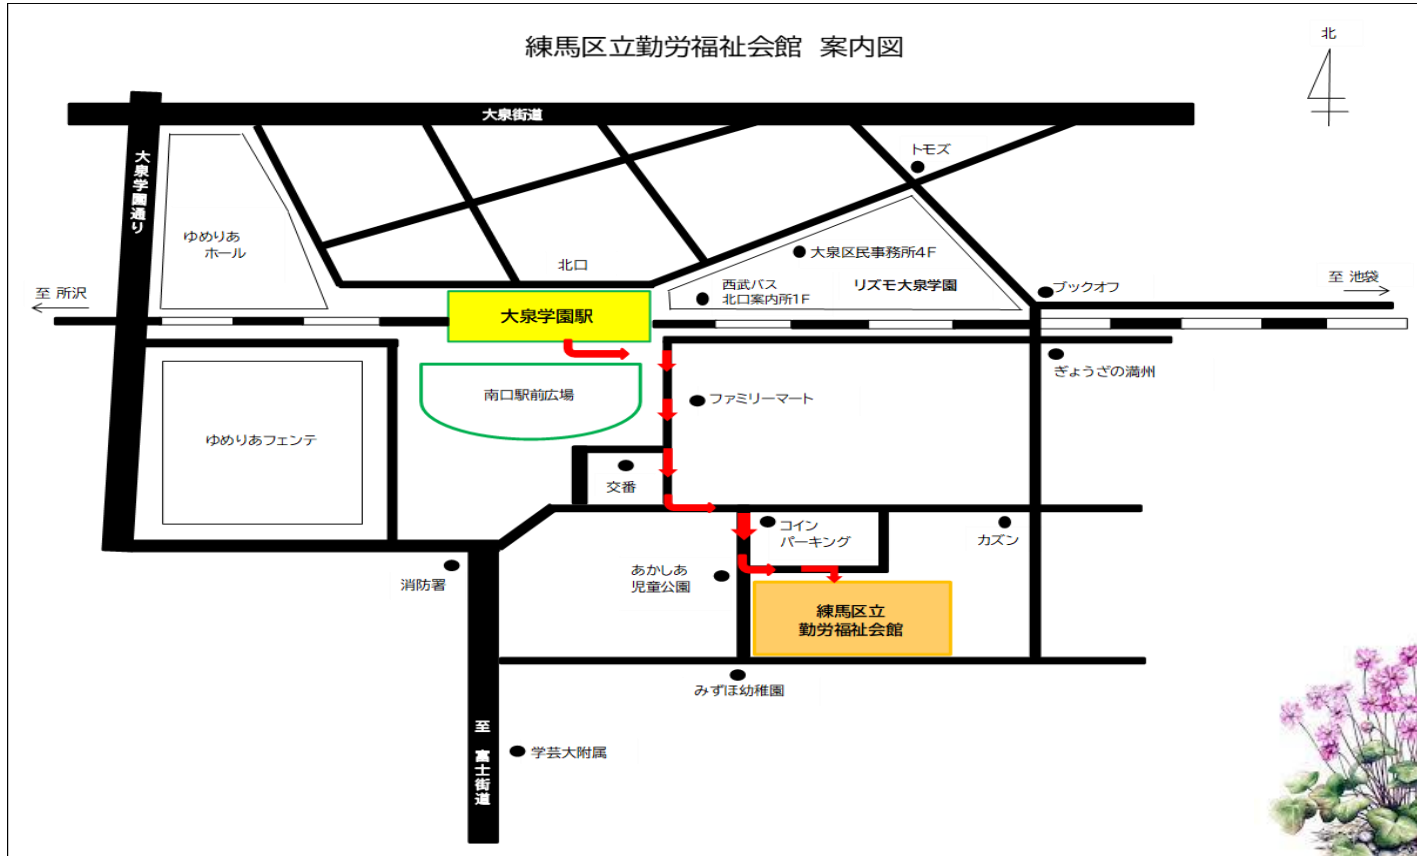 練馬区立勤労福祉会館 案内図
北
大泉街道
大泉学園通り
トモズ
ゆめりあ
ホール
北口
大泉区民事務所4F
西武バス
北口案内所1F
リズモ大泉学園
ブックオフ
至 池袋
至 所沢
大泉学園駅
ぎょうざの満州
南口駅前広場
ファミリーマート
ゆめりあフェンテ
交番
コイン
パーキング
カズン
消防署
あかしあ
児童公園
練馬区立
勤労福祉会館
みずほ幼稚園
至 富士街道
学芸大附属